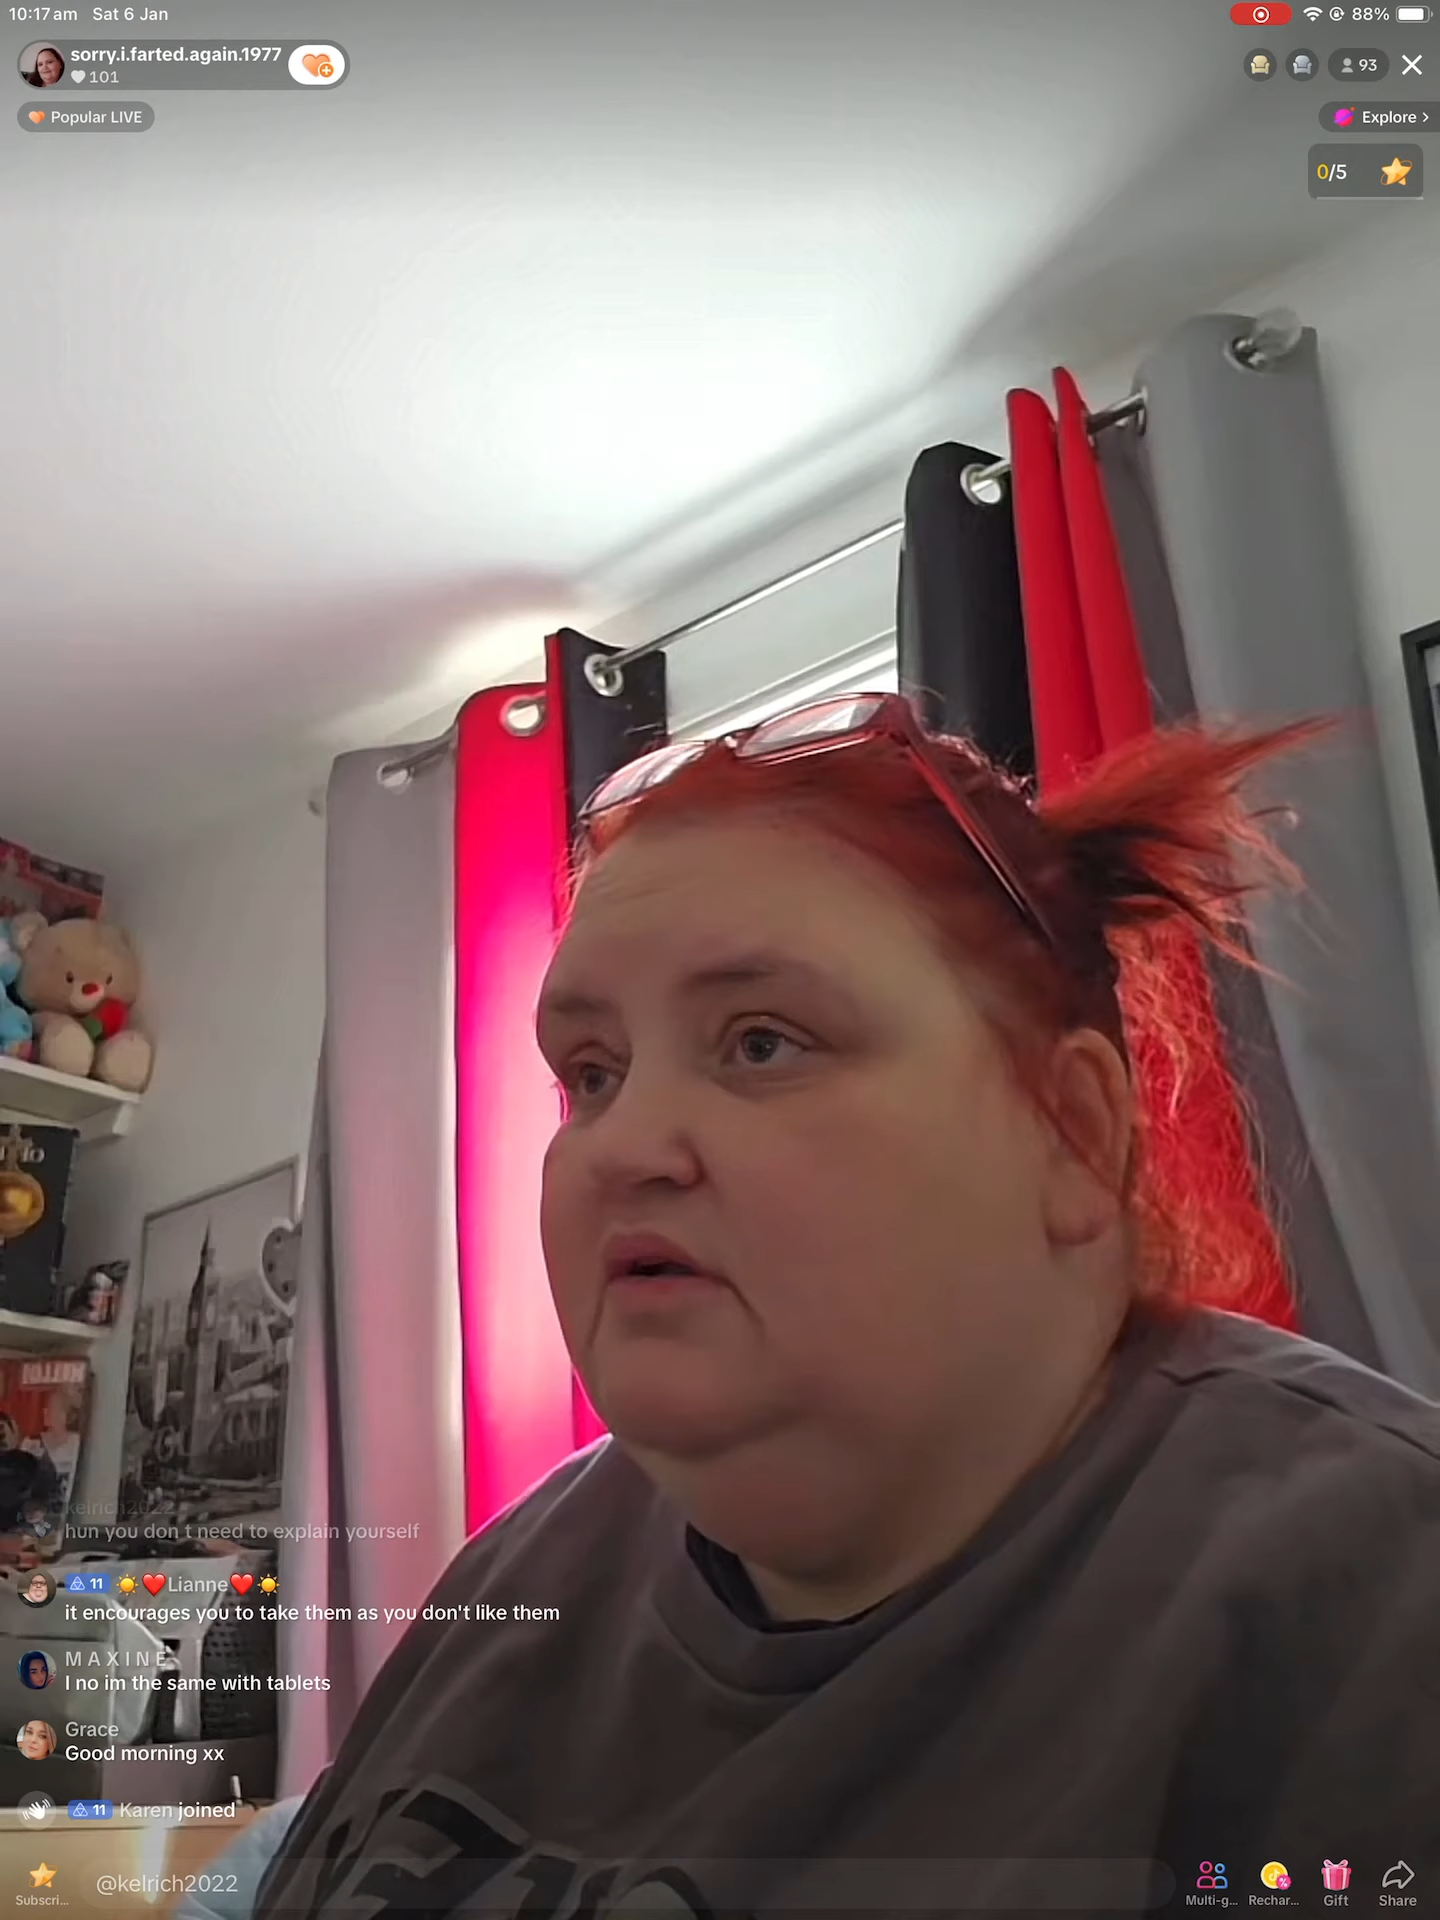 10:17 am Sat 6 Jan
88%
sorry.i.farted.again.1977
101
93
Popular LIVE
Explore >
0/5
kelrich2022
hun you don t need to explain yourself
11 ☀️❤️Lianne❤️☀️
it encourages you to take them as you don't like them
M A X I N E
I no im the same with tablets
Grace
Good morning xx
11 Karen joined
Subscri...
@kelrich2022
Multi-g...
Rechar...
Gift
Share